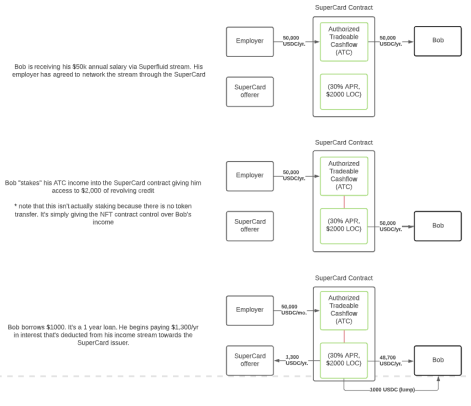 SuperCard Contract
Employer
50,000
USDC/yr.
Authorized
Tradeable
Cashflow
(ATC)
50,000
USDC/yr.
Bob
Bob is receiving his $50k annual salary via Superfluid stream. His
employer has agreed to network the stream through the SuperCard
SuperCard
offerer
(30% APR,
$2000 LOC)
SuperCard Contract
Employer
50,000
USDC/yr.
Authorized
Tradeable
Cashflow
(ATC)
Bob "stakes" his ATC income into the SuperCard contract giving him
access to $2,000 of revolving credit
* note that this isn't actually staking because there is no token
transfer. It's simply giving the NFT contract control over Bob's
income
SuperCard
offerer
(30% APR,
$2000 LOC)
50,000
USDC/yr.
Bob
SuperCard Contract
Employer
50,000
USDC/mo.
Authorized
Tradeable
Cashflow
(ATC)
Bob borrows $1000. It's a 1 year loan. He begins paying $1,300/yr
in interest that's deducted from his income stream towards the
SuperCard issuer.
SuperCard
offerer
1,300
USDC/yr.
(30% APR,
$2000 LOC)
48,700
USDC/yr.
Bob
1000 USDC (lump)